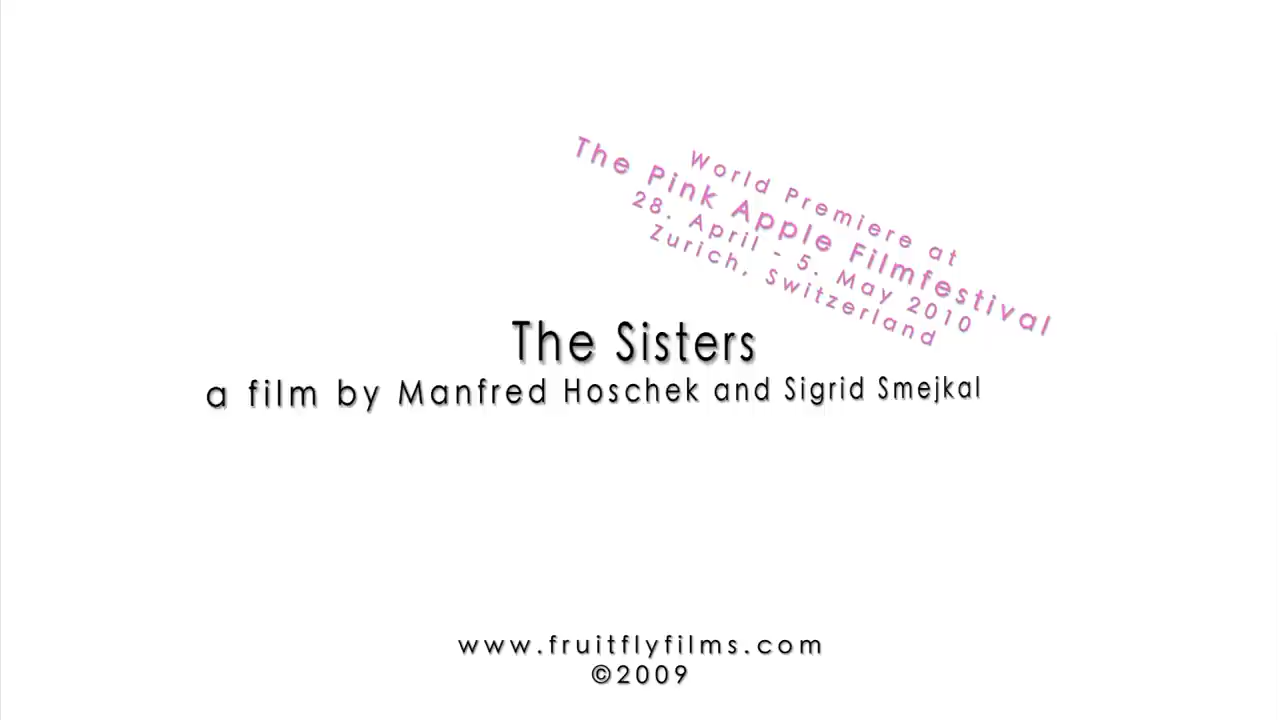 World Premiere at
The Pink Apple Filmfestival
28. April - 5. May 2010
Zurich, Switzerland
The Sisters
a film by Manfred Hoschek and Sigrid Smejkal
www.fruitflyfilms.com
©2009